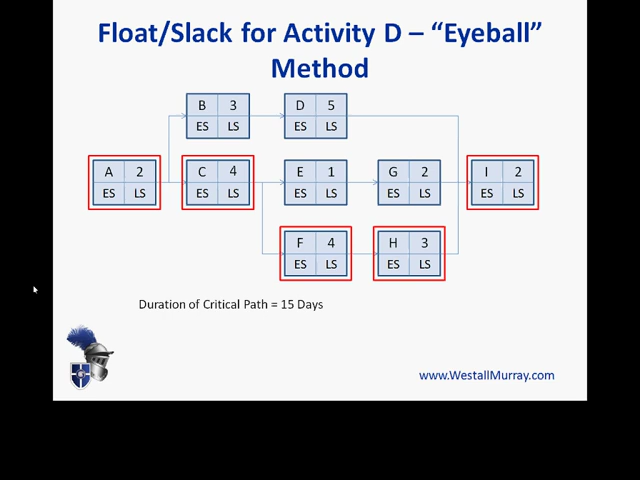 Float/Slack for Activity D – “Eyeball”
Method
B 3 D 5
ES LS ES LS
A 2 C 4 E 1 G 2 I 2
ES LS ES LS ES LS ES LS ES LS
F 4 H 3
ES LS ES LS
Duration of Critical Path = 15 Days
www.WestallMurray.com